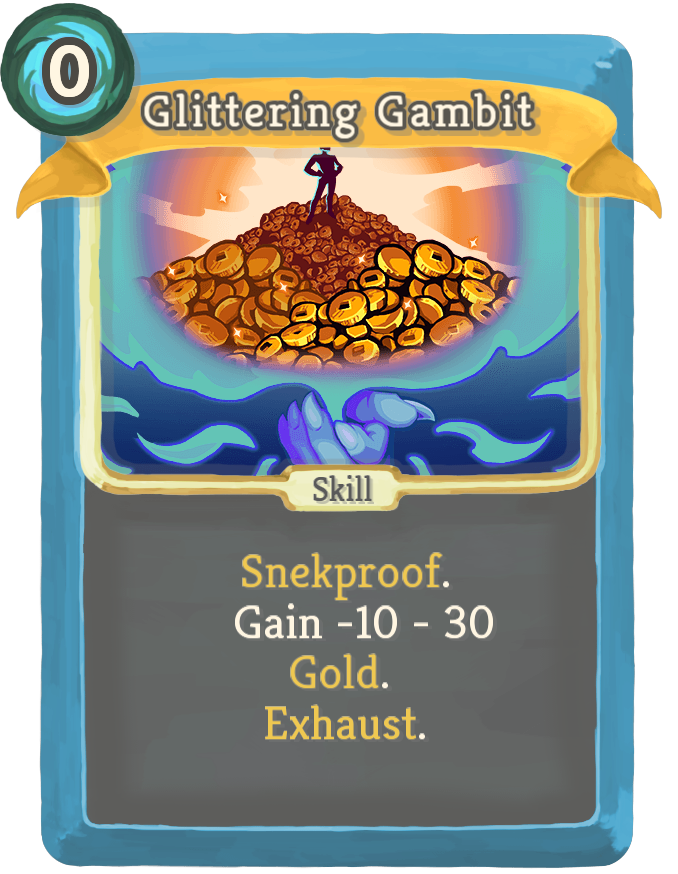 0
Glittering Gambit
Skill
Snekproof.
Gain -10 - 30
Gold.
Exhaust.